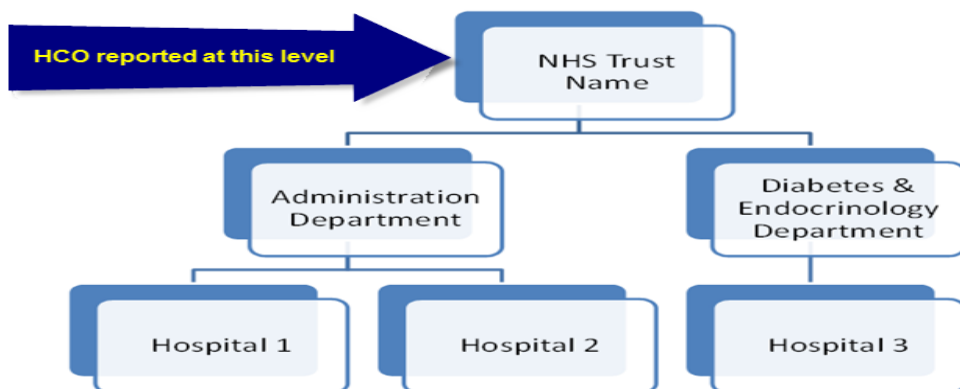 HCO reported at this level
NHS Trust
Name
Administration
Department
Diabetes &
Endocrinology
Department
Hospital 1
Hospital 2
Hospital 3